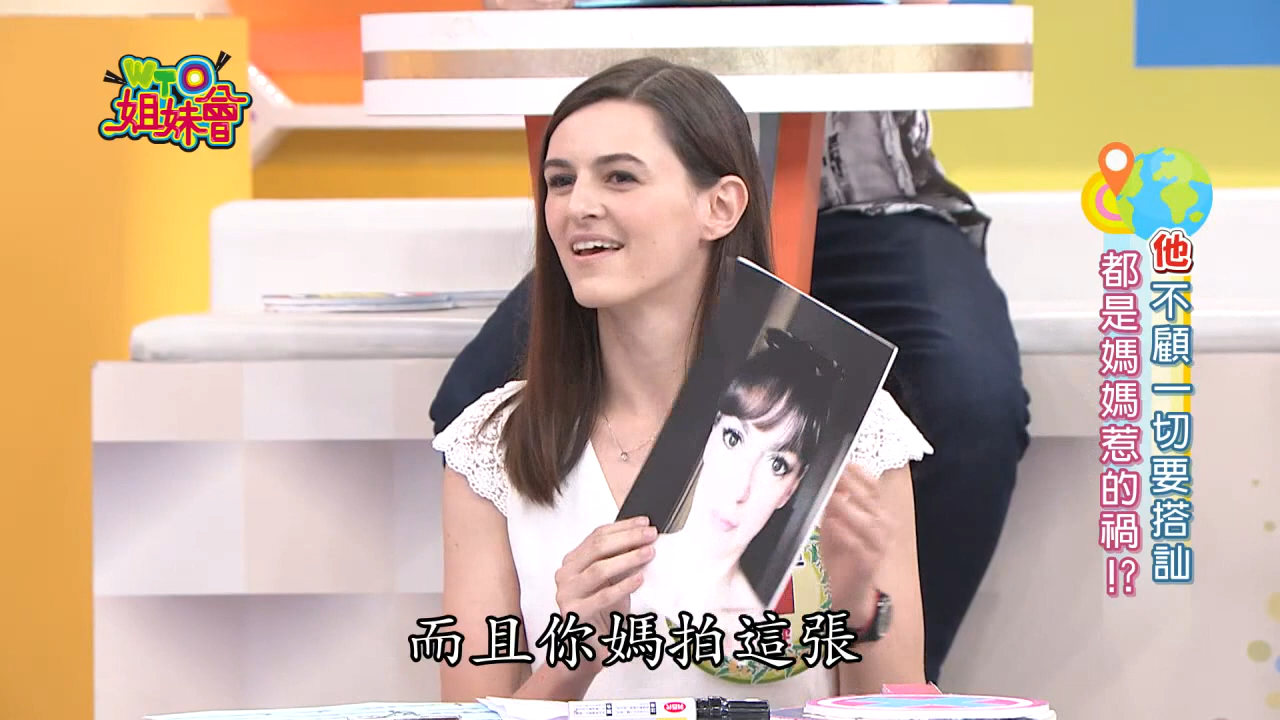 WTO
姐妹會
他不顧一切要搭訕
都是媽媽惹的禍!?
而且你媽拍這張